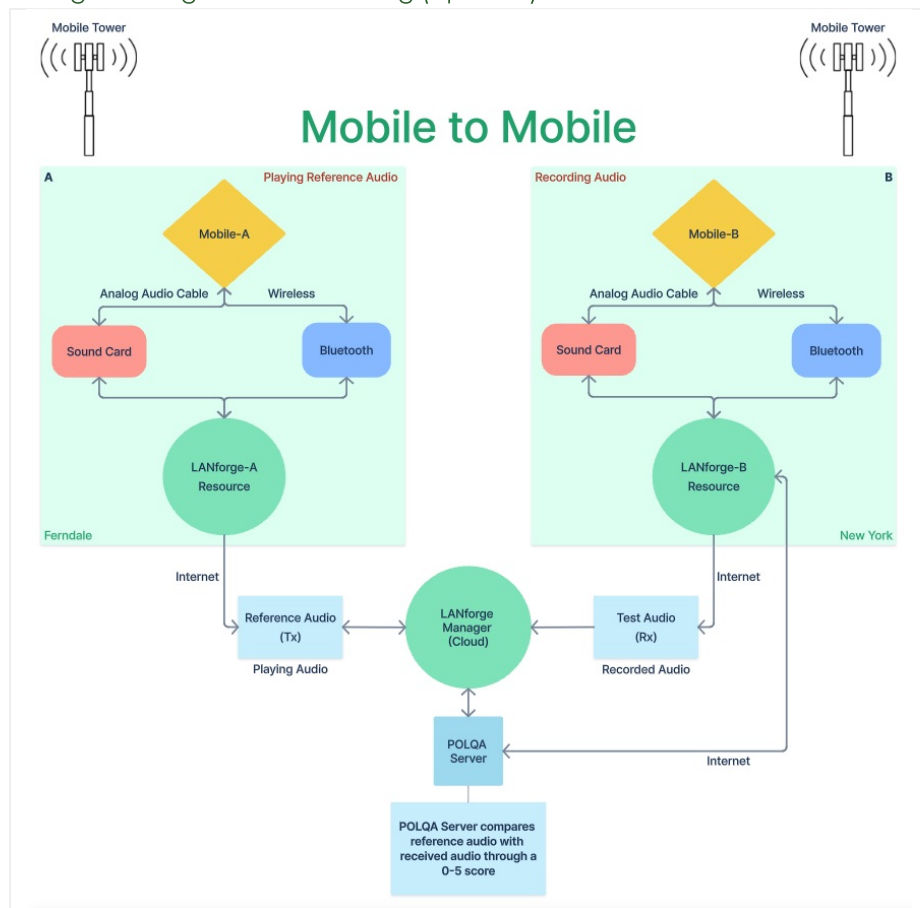 Mobile Tower
Mobile Tower
Mobile to Mobile
A
Playing Reference Audio
Recording Audio
B
Mobile-A
Mobile-B
Analog Audio Cable
Wireless
Analog Audio Cable
Wireless
Sound Card
Bluetooth
Sound Card
Bluetooth
LANforge-A
Resource
LANforge-B
Resource
Ferndale
New York
Internet
Internet
Reference Audio
(Tx)
LANforge
Manager
(Cloud)
Test Audio
(Rx)
Playing Audio
Recorded Audio
POLQA
Server
Internet
POLQA Server compares
reference audio with
received audio through a
0-5 score